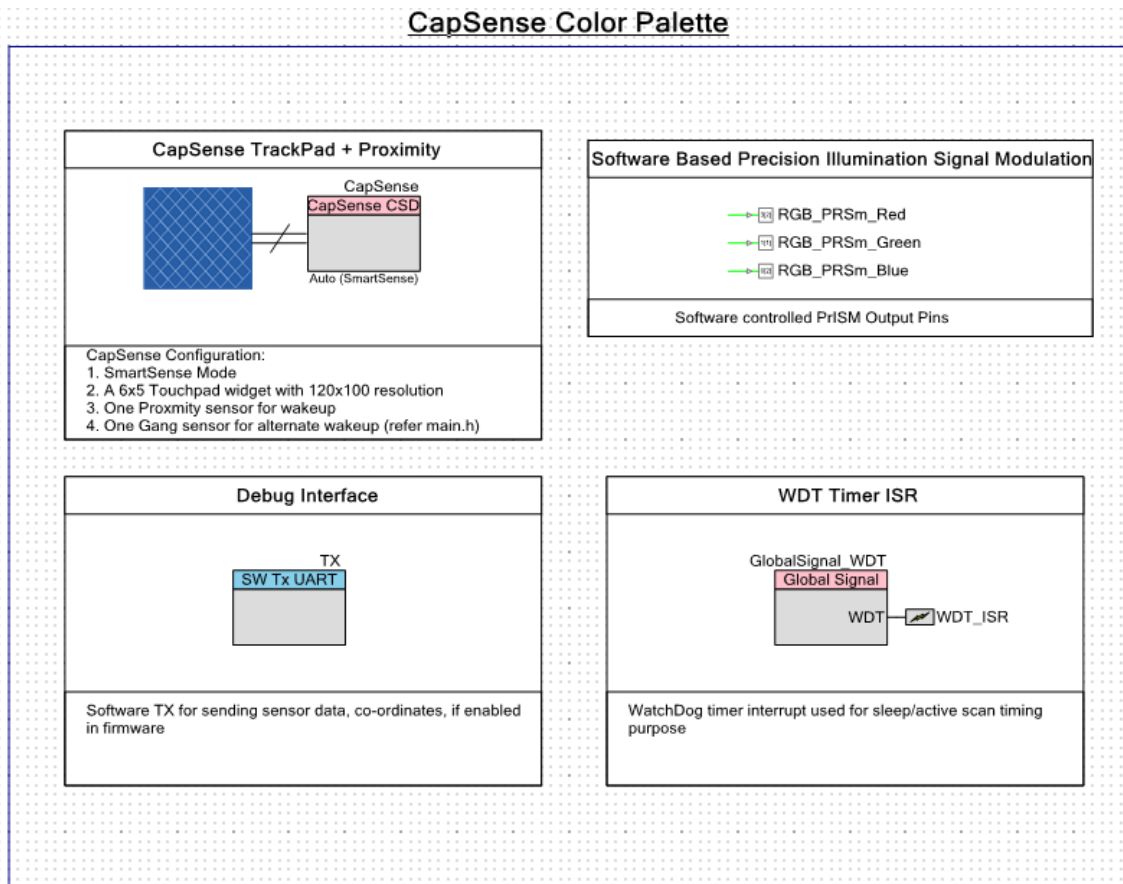 CapSense Color Palette
CapSense TrackPad + Proximity
CapSense
CapSense CSD
Auto (SmartSense)
CapSense Configuration:
1. SmartSense Mode
2. A 6x5 Touchpad widget with 120x100 resolution
3. One Proxmity sensor for wakeup
4. One Gang sensor for alternate wakeup (refer main.h)
Software Based Precision Illumination Signal Modulation
RGB_PRSm_Red
RGB_PRSm_Green
RGB_PRSm_Blue
Software controlled PrISM Output Pins
Debug Interface
TX
SW Tx UART
Software TX for sending sensor data, co-ordinates, if enabled
in firmware
WDT Timer ISR
GlobalSignal_WDT
Global Signal
WDT
WDT_ISR
WatchDog timer interrupt used for sleep/active scan timing
purpose